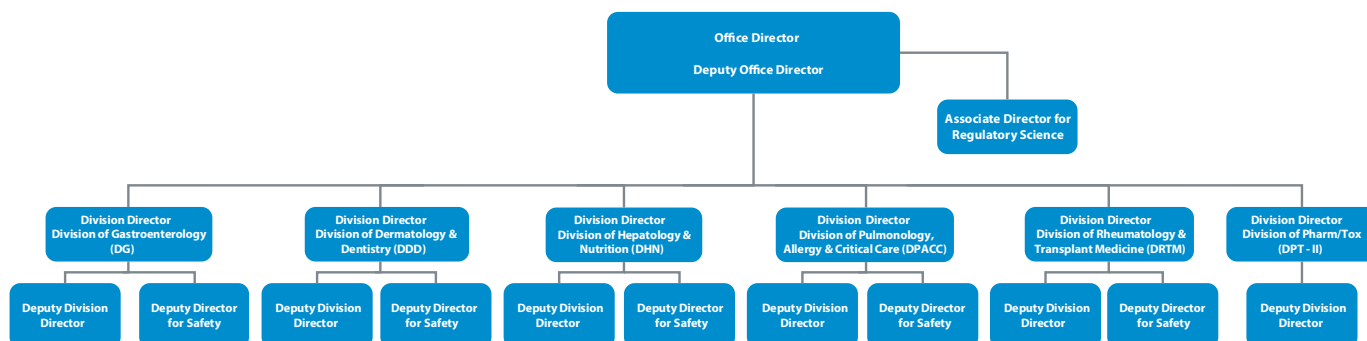 Office Director
Deputy Office Director
Associate Director for
Regulatory Science
Division Director
Division of Gastroenterology
(DG)
Division Director
Division of Dermatology &
Dentistry (DDD)
Division Director
Division of Hepatology &
Nutrition (DHN)
Division Director
Division of Pulmonology,
Allergy & Critical Care (DPACC)
Division Director
Division of Rheumatology &
Transplant Medicine (DRTM)
Division Director
Division of Pharm/Tox
(DPT - II)
Deputy Division
Director
Deputy Director
for Safety
Deputy Division
Director
Deputy Director
for Safety
Deputy Division
Director
Deputy Director
for Safety
Deputy Division
Director
Deputy Director
for Safety
Deputy Division
Director
Deputy Director
for Safety
Deputy Division
Director